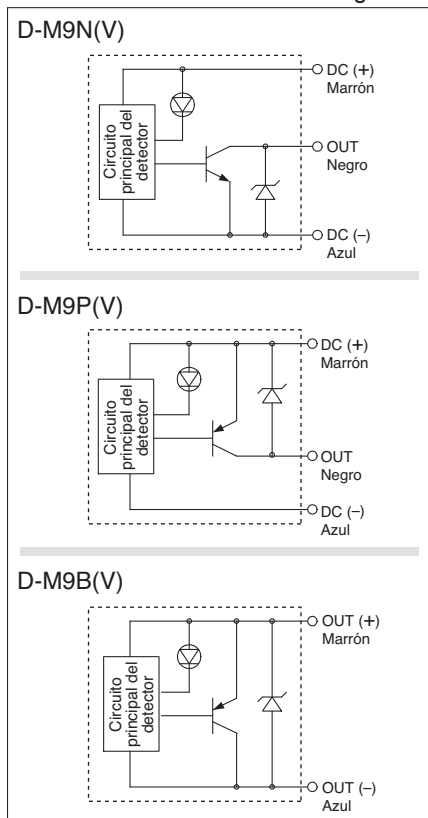 D-M9N(V)
DC (+)
Marrón
Circuito
principal del
detector
OUT
Negro
DC (–)
Azul
D-M9P(V)
DC (+)
Marrón
Circuito
principal del
detector
OUT
Negro
DC (–)
Azul
D-M9B(V)
OUT (+)
Marrón
Circuito
principal del
detector
OUT (–)
Azul